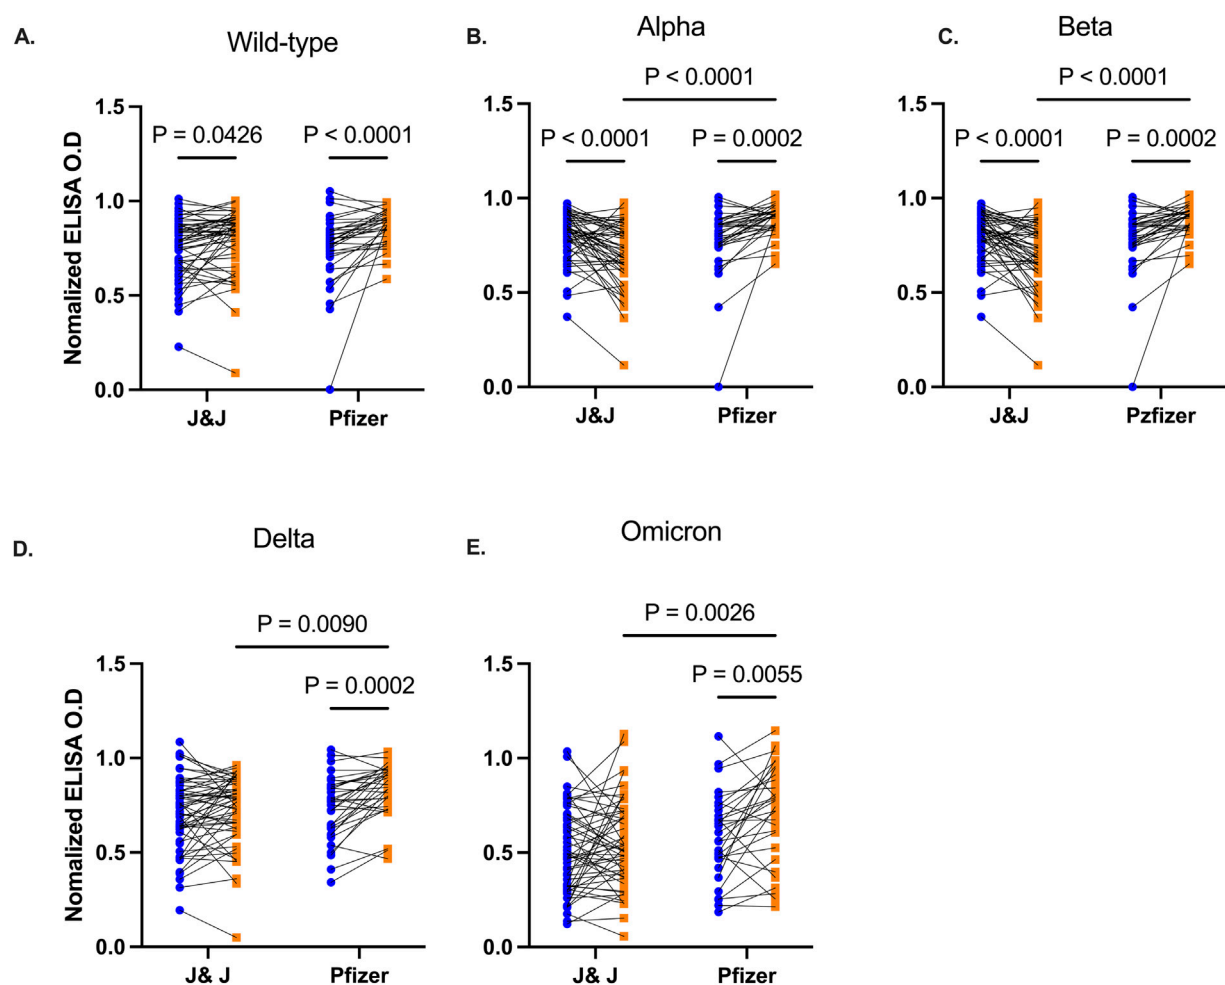 A.
Wild-type
B.
Alpha
C.
Beta
P < 0.0001
P < 0.0001
1.5
1.0
0.5
0.0
Nomalized ELISA O.D
P = 0.0426
P < 0.0001
J&J
Pfizer
1.5
1.0
0.5
0.0
P < 0.0001
P = 0.0002
J&J
Pfizer
1.5
1.0
0.5
0.0
P < 0.0001
P = 0.0002
J&J
Pzfizer
D.
Delta
E.
Omicron
P = 0.0090
P = 0.0002
1.5
1.0
0.5
0.0
Nomalized ELISA O.D
J& J
Pfizer
P = 0.0026
P = 0.0055
1.5
1.0
0.5
0.0
J& J
Pfizer